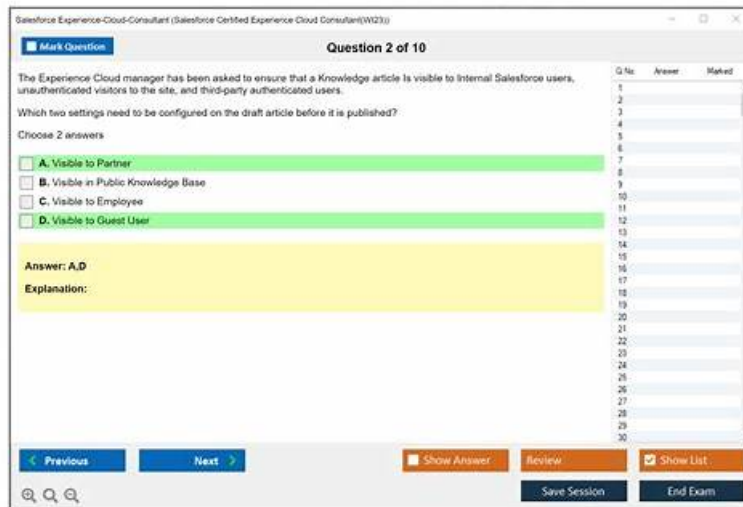 Salesforce Experience-Cloud-Consultant (Salesforce Certified Experience Cloud Consultant(WI23))
Mark Question
Question 2 of 10
The Experience Cloud manager has been asked to ensure that a Knowledge article Is visible to Internal Salesforce users,
unauthenticated visitors to the site, and third-party authenticated users.
Which two settings need to be configured on the draft article before it is published?
Choose 2 answers
A. Visible to Partner
B. Visible in Public Knowledge Base
C. Visible to Employee
D. Visible to Guest User
Answer: A,D
Explanation:
Q No Answer Marked
1
2
3
4
5
6
7
8
9
10
11
12
13
14
15
16
17
18
19
20
21
22
23
24
25
26
27
28
29
30
Previous
Next
Show Answer
Review
Show List
Save Session
End Exam